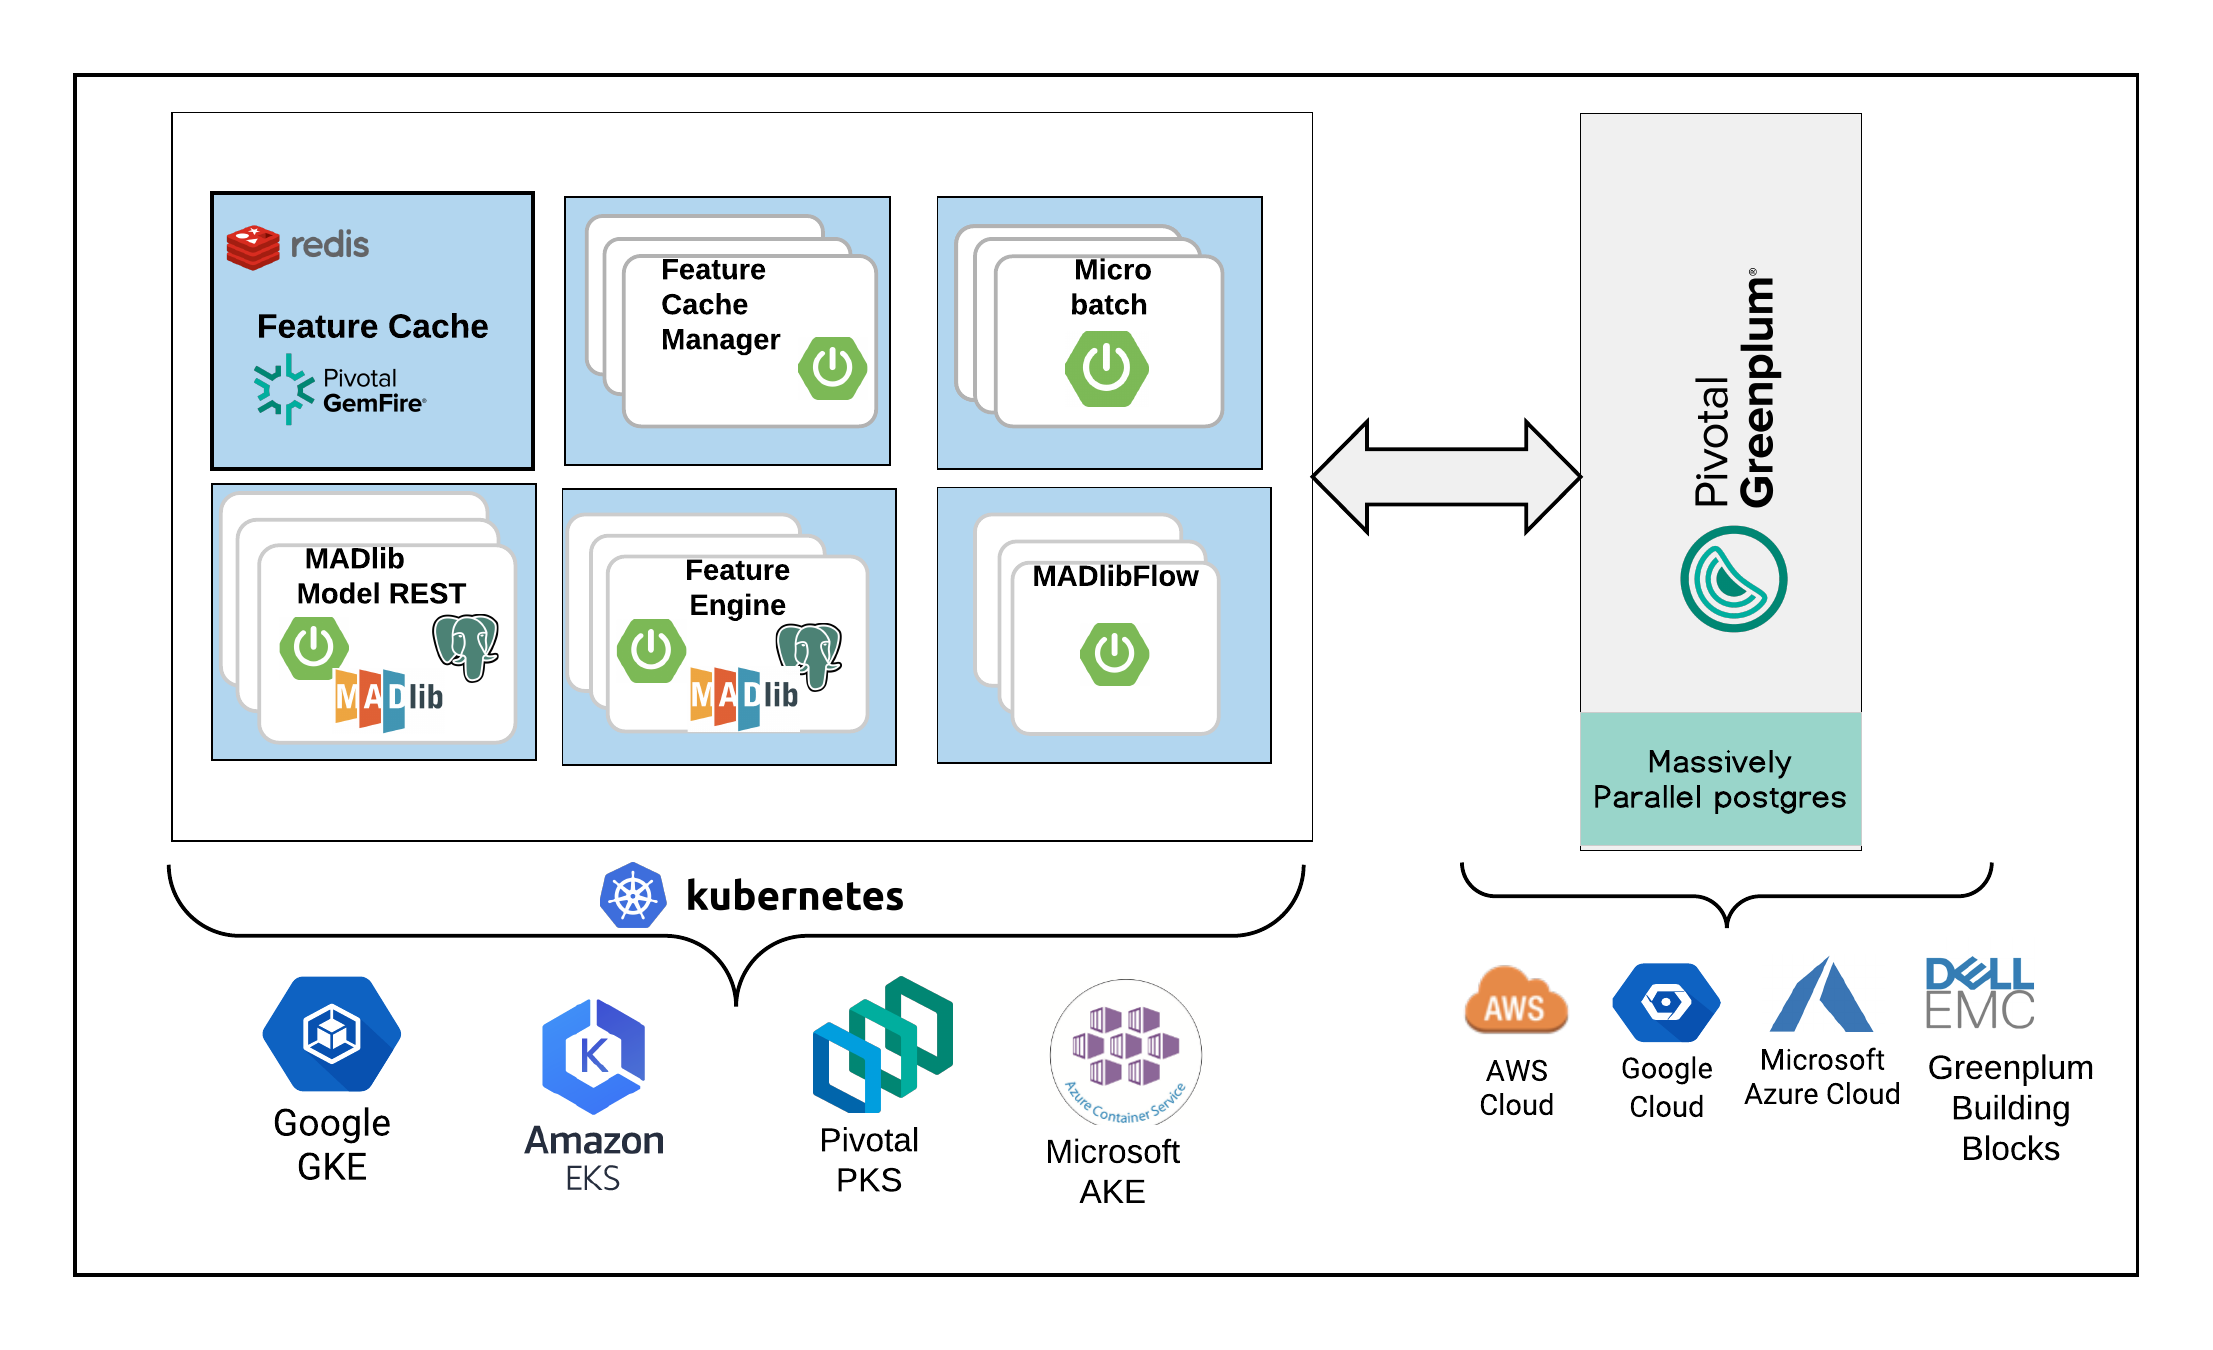 redis
Feature Cache
Pivotal
GemFire®
Feature
Cache
Manager
Micro
batch
MADlib
Model REST
MADlib
Feature
Engine
MADlib
MADlibFlow
Pivotal
Greenplum®
Massively
Parallel postgres
kubernetes
Google
GKE
K
Amazon
EKS
Pivotal
PKS
Azure Container Service
Microsoft
AKE
AWS
AWS
Cloud
Google
Cloud
Microsoft
Azure Cloud
DELL
EMC
Greenplum
Building
Blocks